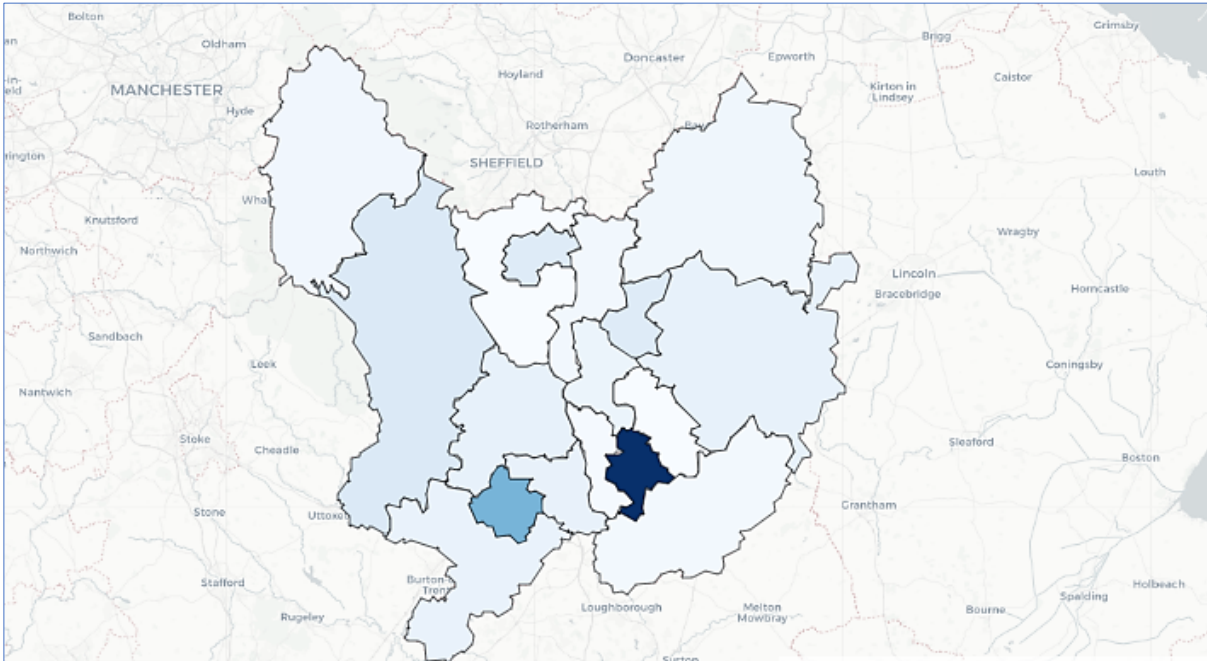 Bolton
Grimsby
Brigg
Oldham
Doncaster
Epworth
Hoyland
Caistor
MANCHESTER
Kirton in
Lindsey
Hyde
Rotherham
SHEFFIELD
Louth
Knutsford
Wragby
Northwich
Lincoln
Bracebridge
Horncastle
Sandbach
Leek
Coningsby
Nantwich
Stoke
Cheadle
Sleaford
Boston
Stone
Grantham
Stafford
Loughborough
Melton
Mowbray
Holbeach
Bourne
Spalding
Rugeley